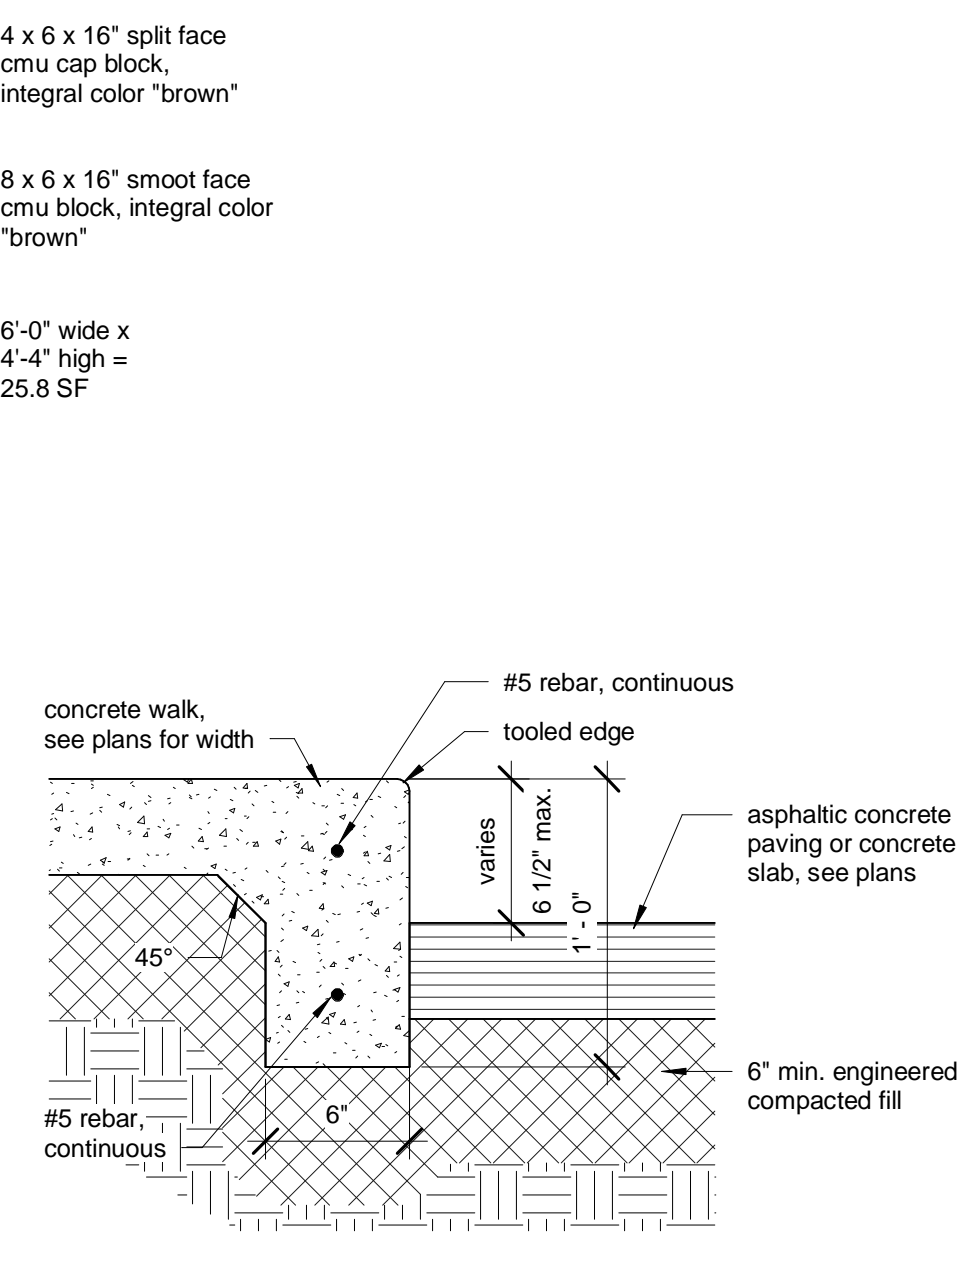 4 x 6 x 16" split face
cmu cap block,
integral color "brown"
8 x 6 x 16" smoot face
cmu block, integral color
"brown"
6'-0" wide x
4'-4" high =
25.8 SF
#5 rebar, continuous
concrete walk,
see plans for width
tooled edge
varies
6 1/2" max.
1' - 0"
asphaltic concrete
paving or concrete
slab, see plans
45°
6" min. engineered
compacted fill
#5 rebar,
continuous
6"